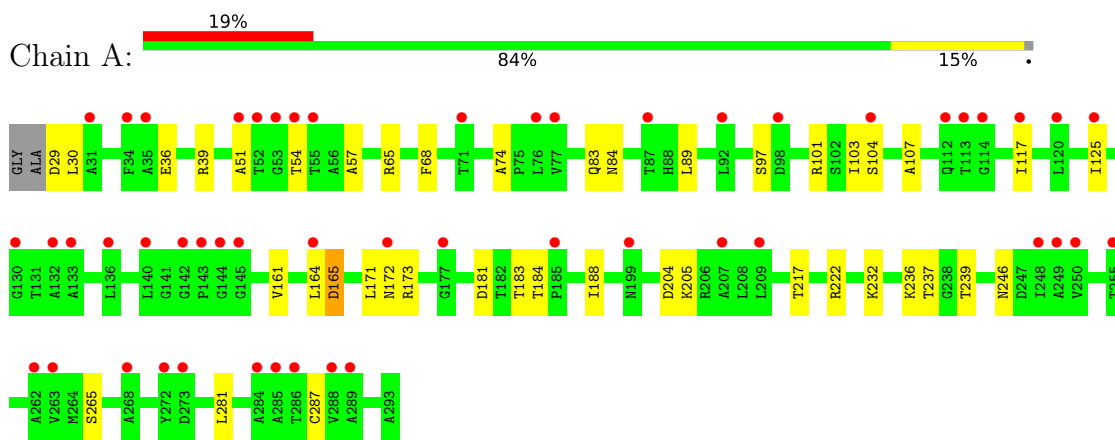 19%
Chain A:
84% 15% •
GLY ALA D29 L30 A31 F34 A35 E36 R39 A51 T52 G53 T54 T55 A56 A57 R65 F68 T71 A74 P75 L76 V77 Q83 N84 T87 H88 L89 L92 S97 D98 R101 S102 I103 S104 A107 Q112 T113 G114 I117 L120 I125
G130 T131 A132 A133 L136 L140 G141 G142 P143 G144 G145 V161 L164 D165 L171 N172 R173 G177 D181 T182 T183 T184 P185 I188 N199 D204 K205 R206 A207 L208 L209 T217 R222 K232 K236 T237 G238 T239 N246 D247 I248 A249 V250 T255
A262 V263 M264 S265 A268 Y272 D273 L281 A284 A285 T286 C287 V288 A289 A293